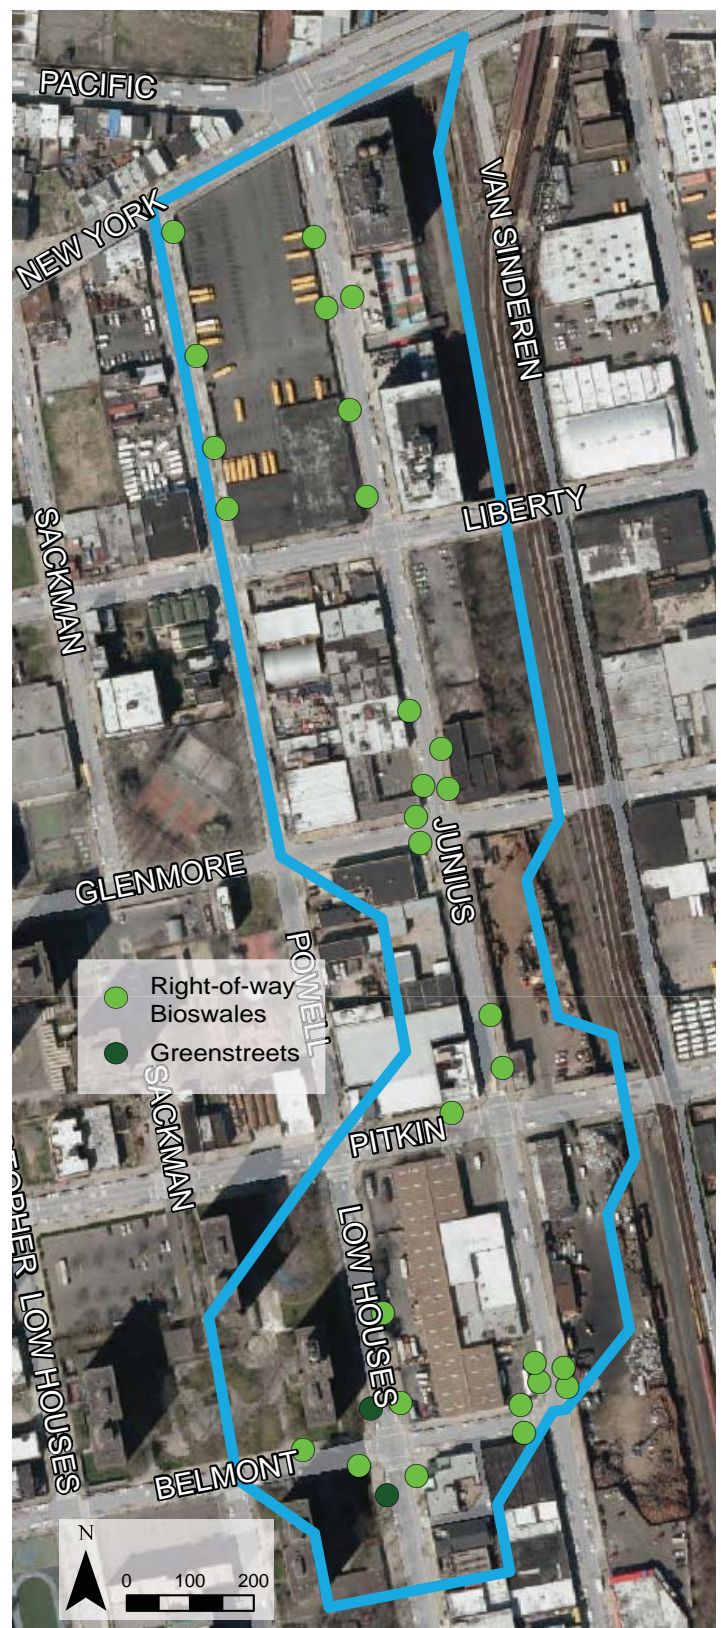 PACIFIC
NEW YORK
VAN SINDEREN
LIBERTY
SACKMAN
GLENMORE
JUNIUS
POWELL
Right-of-way
Bioswales
Greenstreets
SACKMAN
PITKIN
TOPHER LOW HOUSES
LOW HOUSES
BELMONT
N
0 100 200